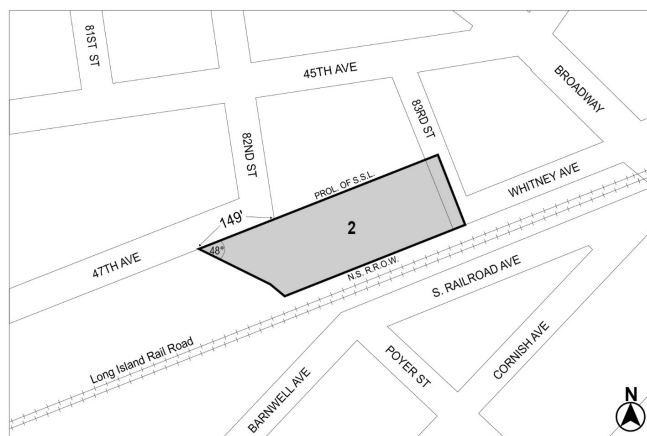 81ST ST
45TH AVE
BROADWAY
82ND ST
83RD ST
PROL. OF S.S.L.
WHITNEY AVE
149'
2
48°
47TH AVE
N.S. R.R.O.W.
S. RAILROAD AVE
Long Island Rail Road
POYER ST
CORNISH AVE
BARNWELL AVE
N